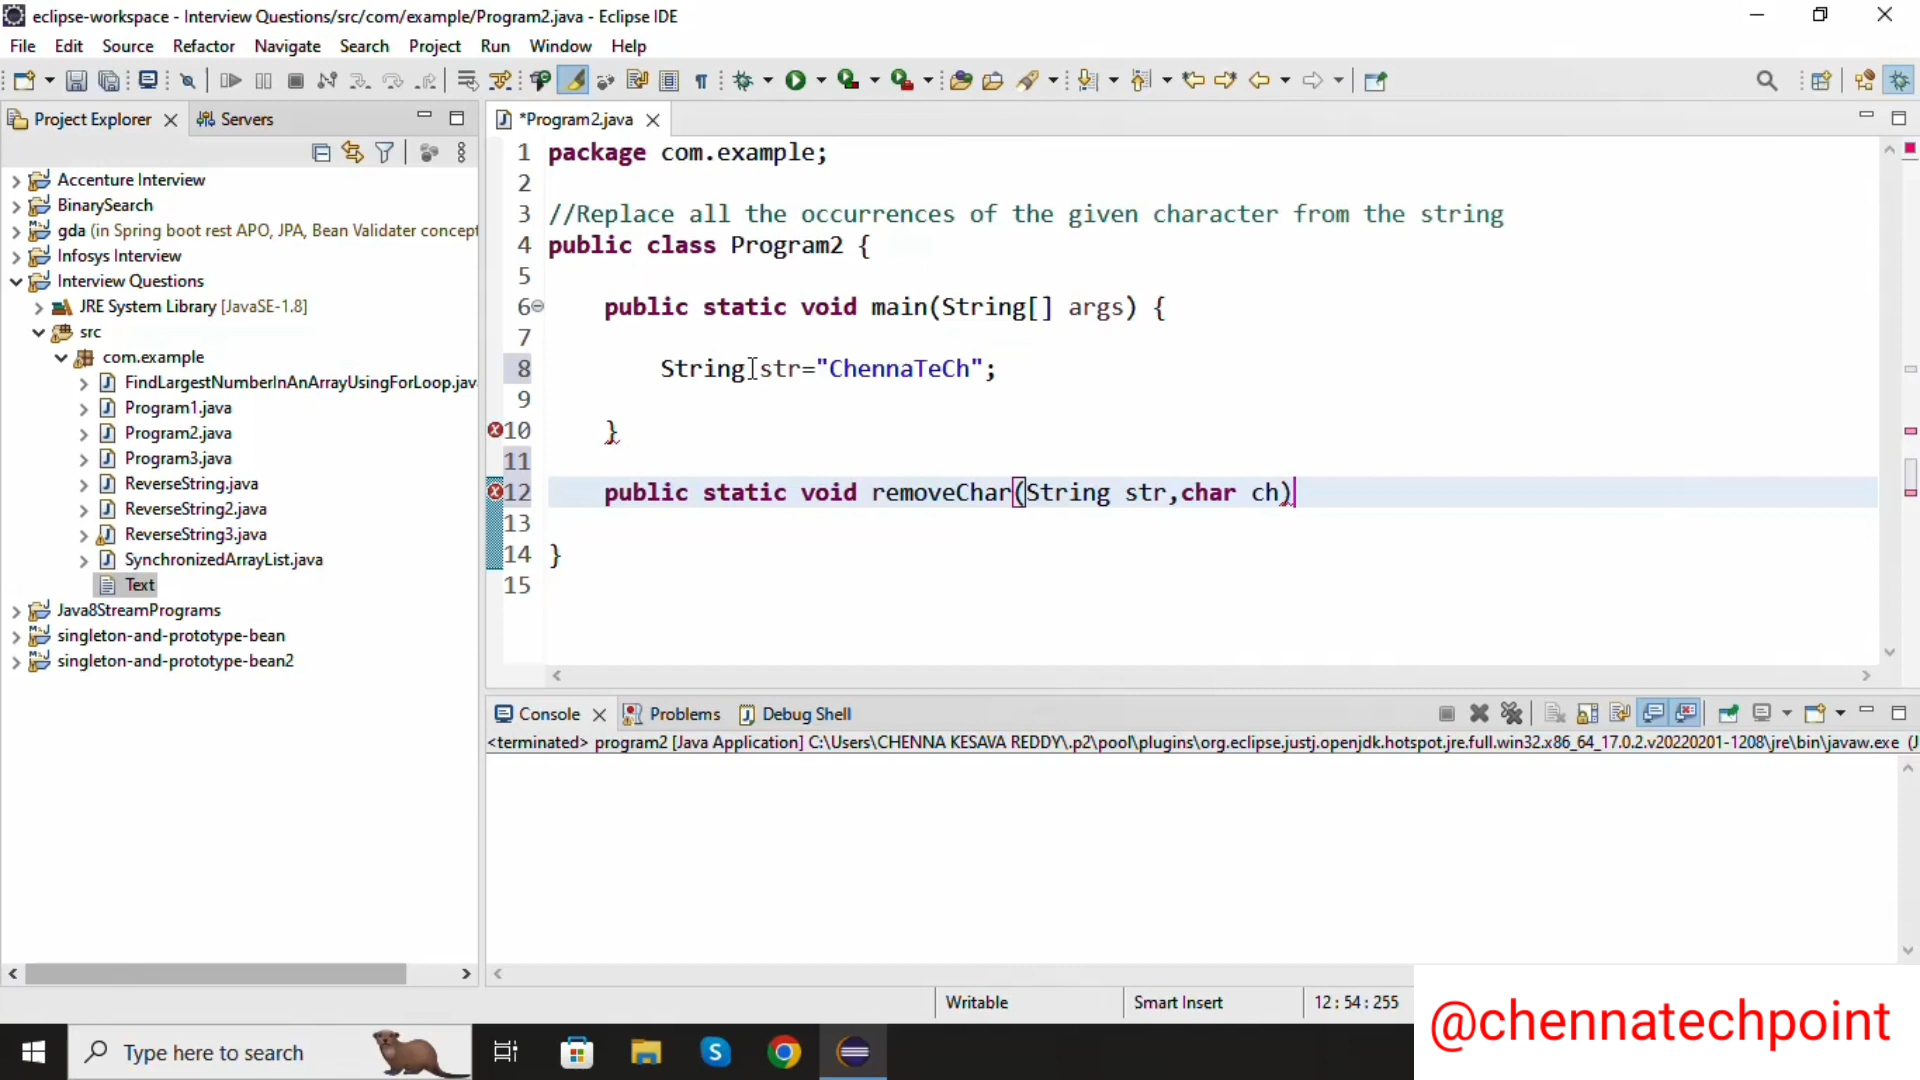 eclipse-workspace - Interview Questions/src/com/example/Program2.java - Eclipse IDE
File Edit Source Refactor Navigate Search Project Run Window Help
Project Explorer Servers
*Program2.java
Accenture Interview
BinarySearch
gda (in Spring boot rest APO, JPA, Bean Validater concept
Infosys Interview
Interview Questions
JRE System Library [JavaSE-1.8]
src
com.example
FindLargestNumberInAnArrayUsingForLoop.jav
Program1.java
Program2.java
Program3.java
ReverseString.java
ReverseString2.java
ReverseString3.java
SynchronizedArrayList.java
Text
Java8StreamPrograms
singleton-and-prototype-bean
singleton-and-prototype-bean2
1 package com.example;
2
3 //Replace all the occurrences of the given character from the string
4 public class Program2 {
5
6 public static void main(String[] args) {
7
8 String str="ChennaTeCh";
9
10 }
11
12 public static void removeChar(String str,char ch)
13
14 }
15
Console Problems Debug Shell
<terminated> program2 [Java Application] C:\Users\CHENNA KESAVA REDDY\.p2\pool\plugins\org.eclipse.justj.openjdk.hotspot.jre.full.win32.x86_64_17.0.2.v20220201-1208\jre\bin\javaw.exe (J
Writable Smart Insert 12 : 54 : 255
@chennatechpoint
Type here to search